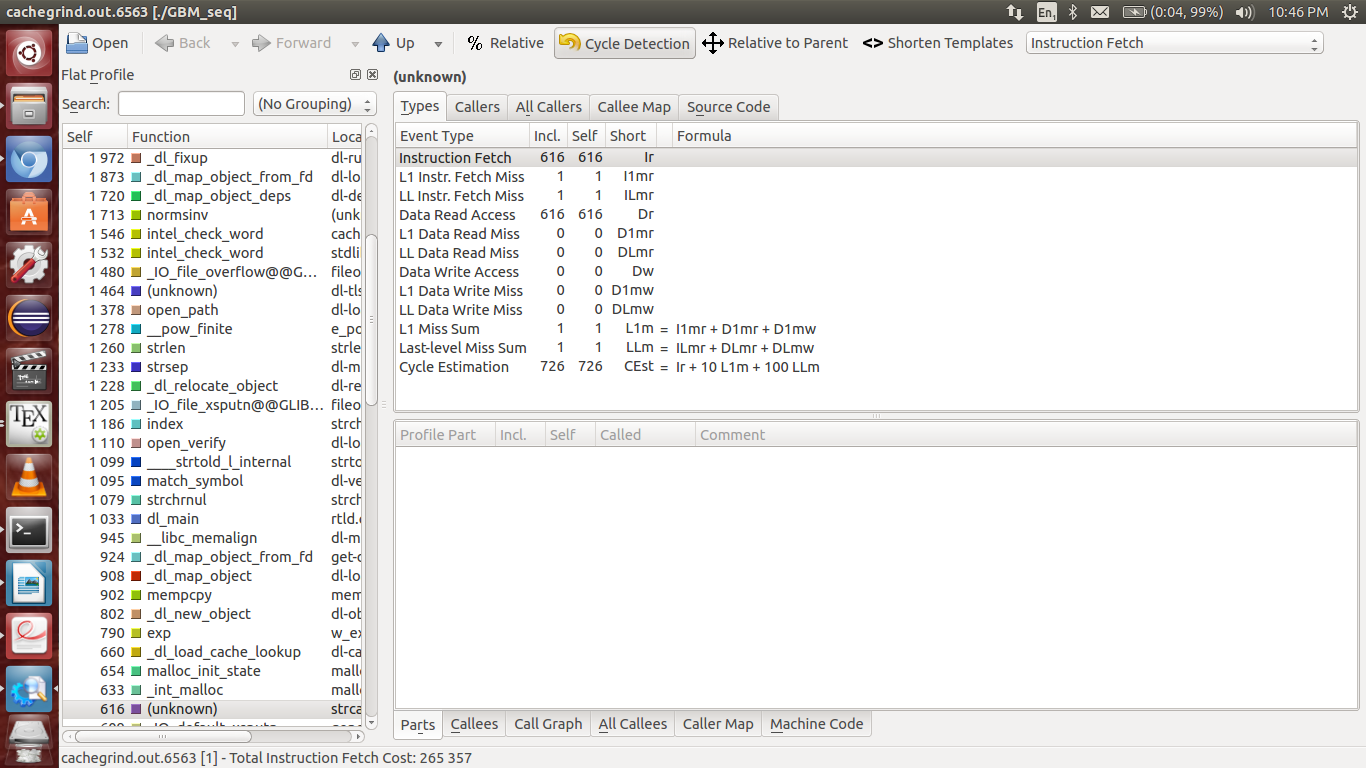 cachegrind.out.6563 [./GBM_seq]
En1 (0:04, 99%) 10:46 PM
Open Back Forward Up % Relative Cycle Detection Relative to Parent <> Shorten Templates Instruction Fetch
Flat Profile
Search: (No Grouping)
Self Function Loca
1 972 _dl_fixup dl-ru
1 873 _dl_map_object_from_fd dl-lo
1 720 _dl_map_object_deps dl-de
1 713 normsinv (unk
1 546 intel_check_word cach
1 532 intel_check_word stdli
1 480 _IO_file_overflow@@G... fileo
1 464 (unknown) dl-tls
1 378 open_path dl-lo
1 278 __pow_finite e_po
1 260 strlen strle
1 233 strsep dl-m
1 228 _dl_relocate_object dl-re
1 205 _IO_file_xsputn@@GLIB... fileo
1 186 index strch
1 110 open_verify dl-lo
1 099 ____strtold_l_internal strto
1 095 match_symbol dl-ve
1 079 strchrnul strch
1 033 dl_main rtld.c
945 __libc_memalign dl-m
924 _dl_map_object_from_fd get-c
908 _dl_map_object dl-lo
902 mempcpy mem
802 _dl_new_object dl-ob
790 exp w_ex
660 _dl_load_cache_lookup dl-ca
654 malloc_init_state mall
633 _int_malloc mall
616 (unknown) strca
(unknown)
Types Callers All Callers Callee Map Source Code
Event Type Incl. Self Short Formula
Instruction Fetch 616 616 Ir
L1 Instr. Fetch Miss 1 1 I1mr
LL Instr. Fetch Miss 1 1 ILmr
Data Read Access 616 616 Dr
L1 Data Read Miss 0 0 D1mr
LL Data Read Miss 0 0 DLmr
Data Write Access 0 0 Dw
L1 Data Write Miss 0 0 D1mw
LL Data Write Miss 0 0 DLmw
L1 Miss Sum 1 1 L1m = I1mr + D1mr + D1mw
Last-level Miss Sum 1 1 LLm = ILmr + DLmr + DLmw
Cycle Estimation 726 726 CEst = Ir + 10 L1m + 100 LLm
Profile Part Incl. Self Called Comment
Parts Callees Call Graph All Callees Caller Map Machine Code
TEX
cachegrind.out.6563 [1] - Total Instruction Fetch Cost: 265 357